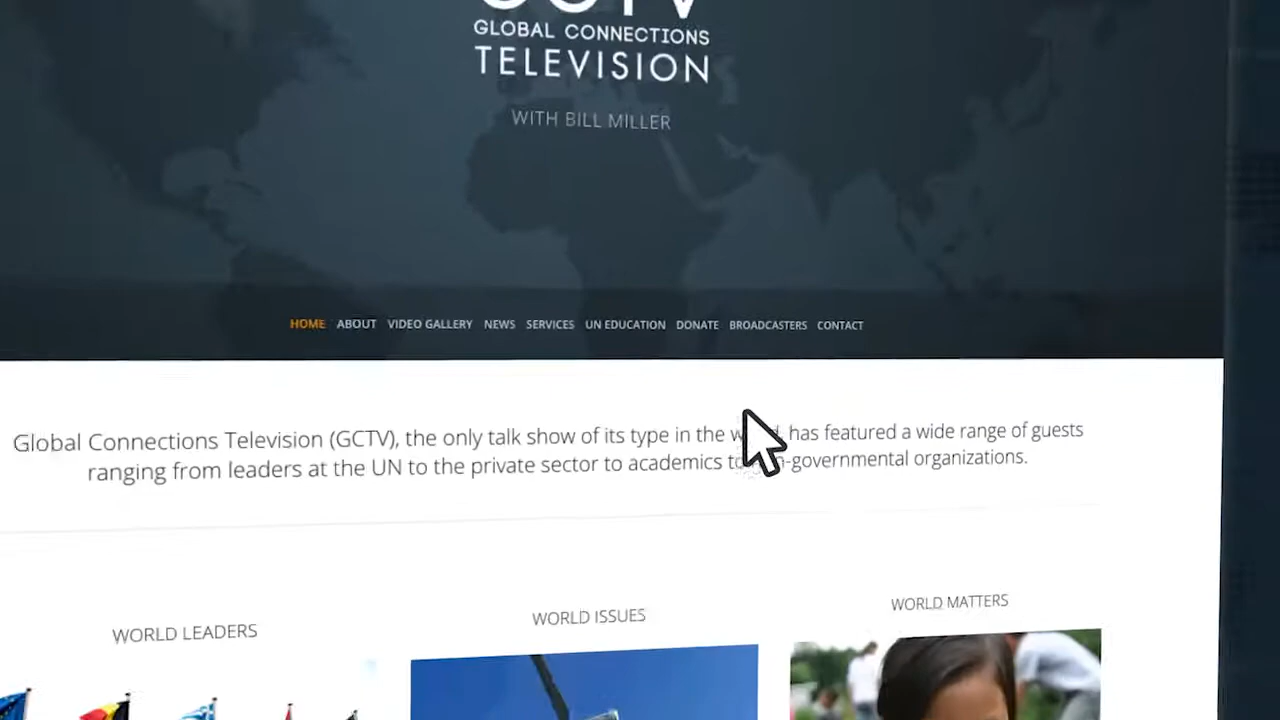 GLOBAL CONNECTIONS
TELEVISION
WITH BILL MILLER
HOME ABOUT VIDEO GALLERY NEWS SERVICES UN EDUCATION DONATE BROADCASTERS CONTACT
Global Connections Television (GCTV), the only talk show of its type in the has featured a wide range of guests
ranging from leaders at the UN to the private sector to academics -governmental organizations.
WORLD LEADERS
WORLD ISSUES
WORLD MATTERS